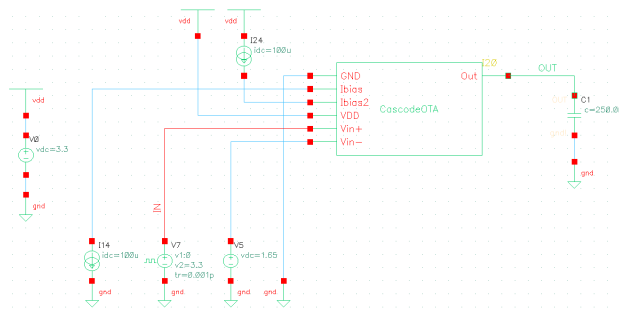 vdd
vdd
I24
idc=100u
I20
GND
Ibias
Ibias2
VDD
Vin+
Vin-
CascodeOTA
Out
OUT
C1
c=250.0
gnd
vdd
V0
vdc=3.3
gnd
IN
I14
idc=100u
gnd
V7
v1:0
v2=3.3
tr=0.001p
gnd
V5
vdc=1.65
gnd
gnd